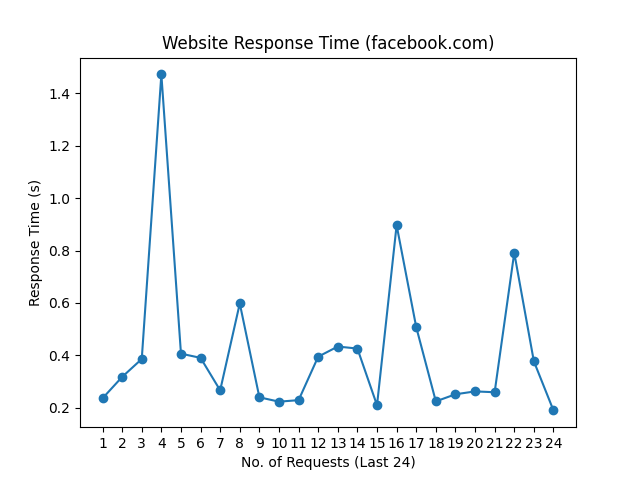 Website Response Time (facebook.com)
1.4
1.2
1.0
0.8
0.6
0.4
0.2
Response Time (s)
1 2 3 4 5 6 7 8 9 10 11 12 13 14 15 16 17 18 19 20 21 22 23 24
No. of Requests (Last 24)